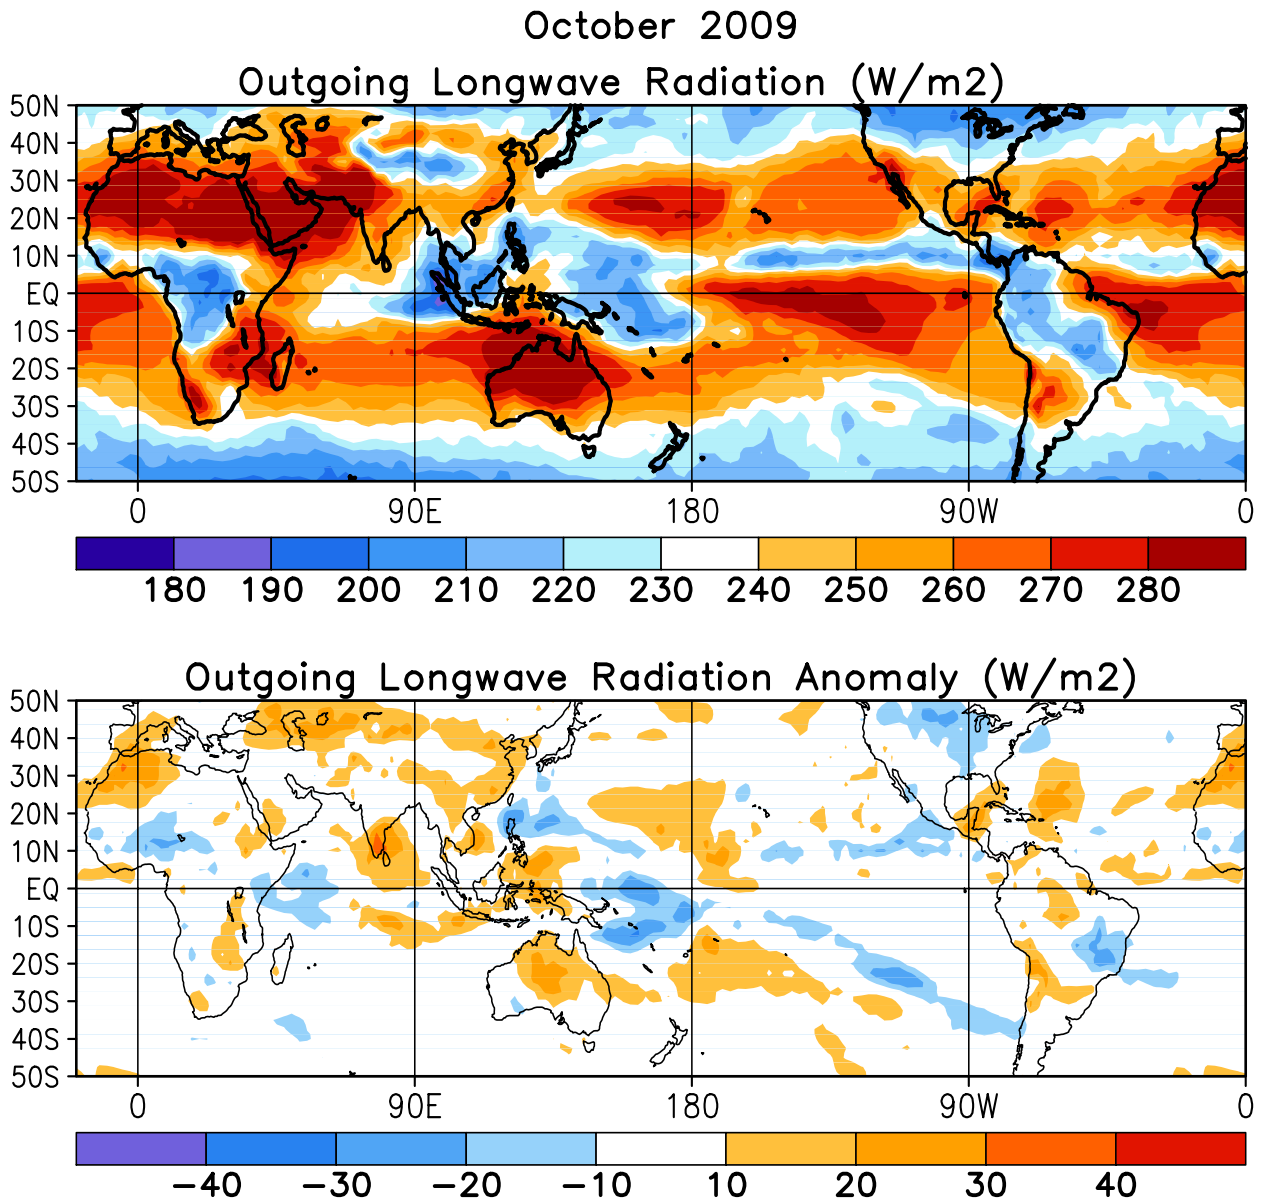 October 2009
Outgoing Longwave Radiation (W/m2)
50N
40N
30N
20N
10N
EQ
10S
20S
30S
40S
50S
0 90E 180 90W 0
180 190 200 210 220 230 240 250 260 270 280
Outgoing Longwave Radiation Anomaly (W/m2)
50N
40N
30N
20N
10N
EQ
10S
20S
30S
40S
50S
0 90E 180 90W 0
−40 −30 −20 −10 10 20 30 40